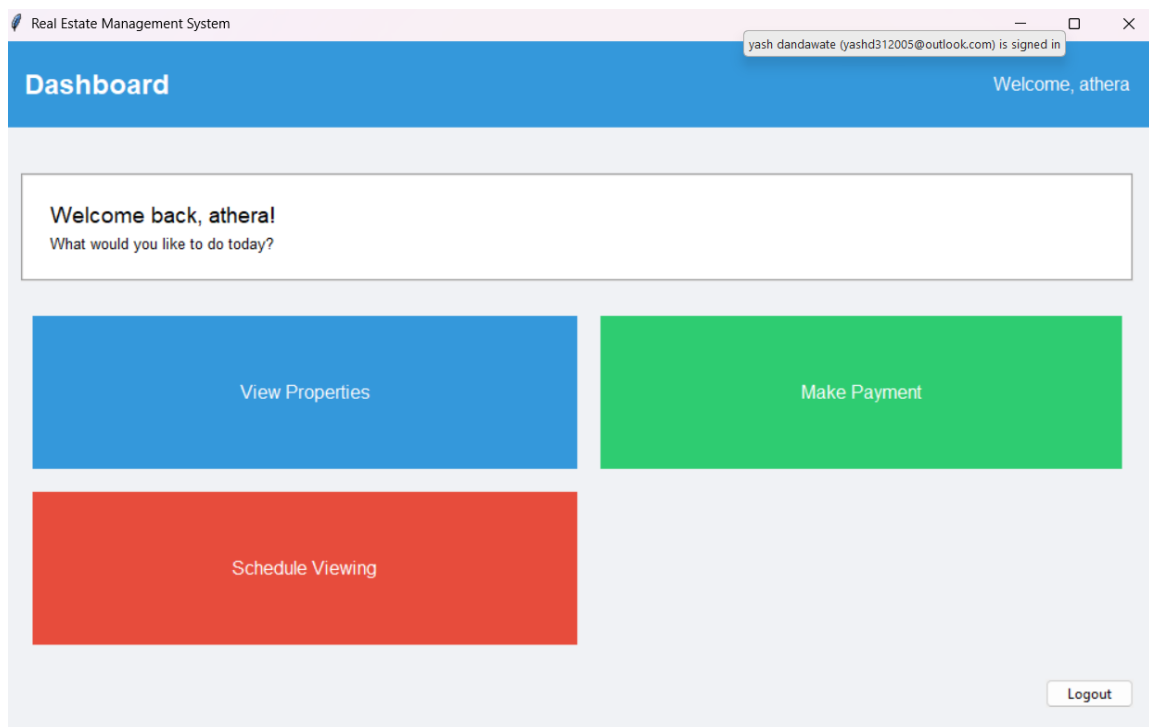 Real Estate Management System
yash dandawate (yashd312005@outlook.com) is signed in
Dashboard
Welcome, athera
Welcome back, athera!
What would you like to do today?
View Properties
Make Payment
Schedule Viewing
Logout